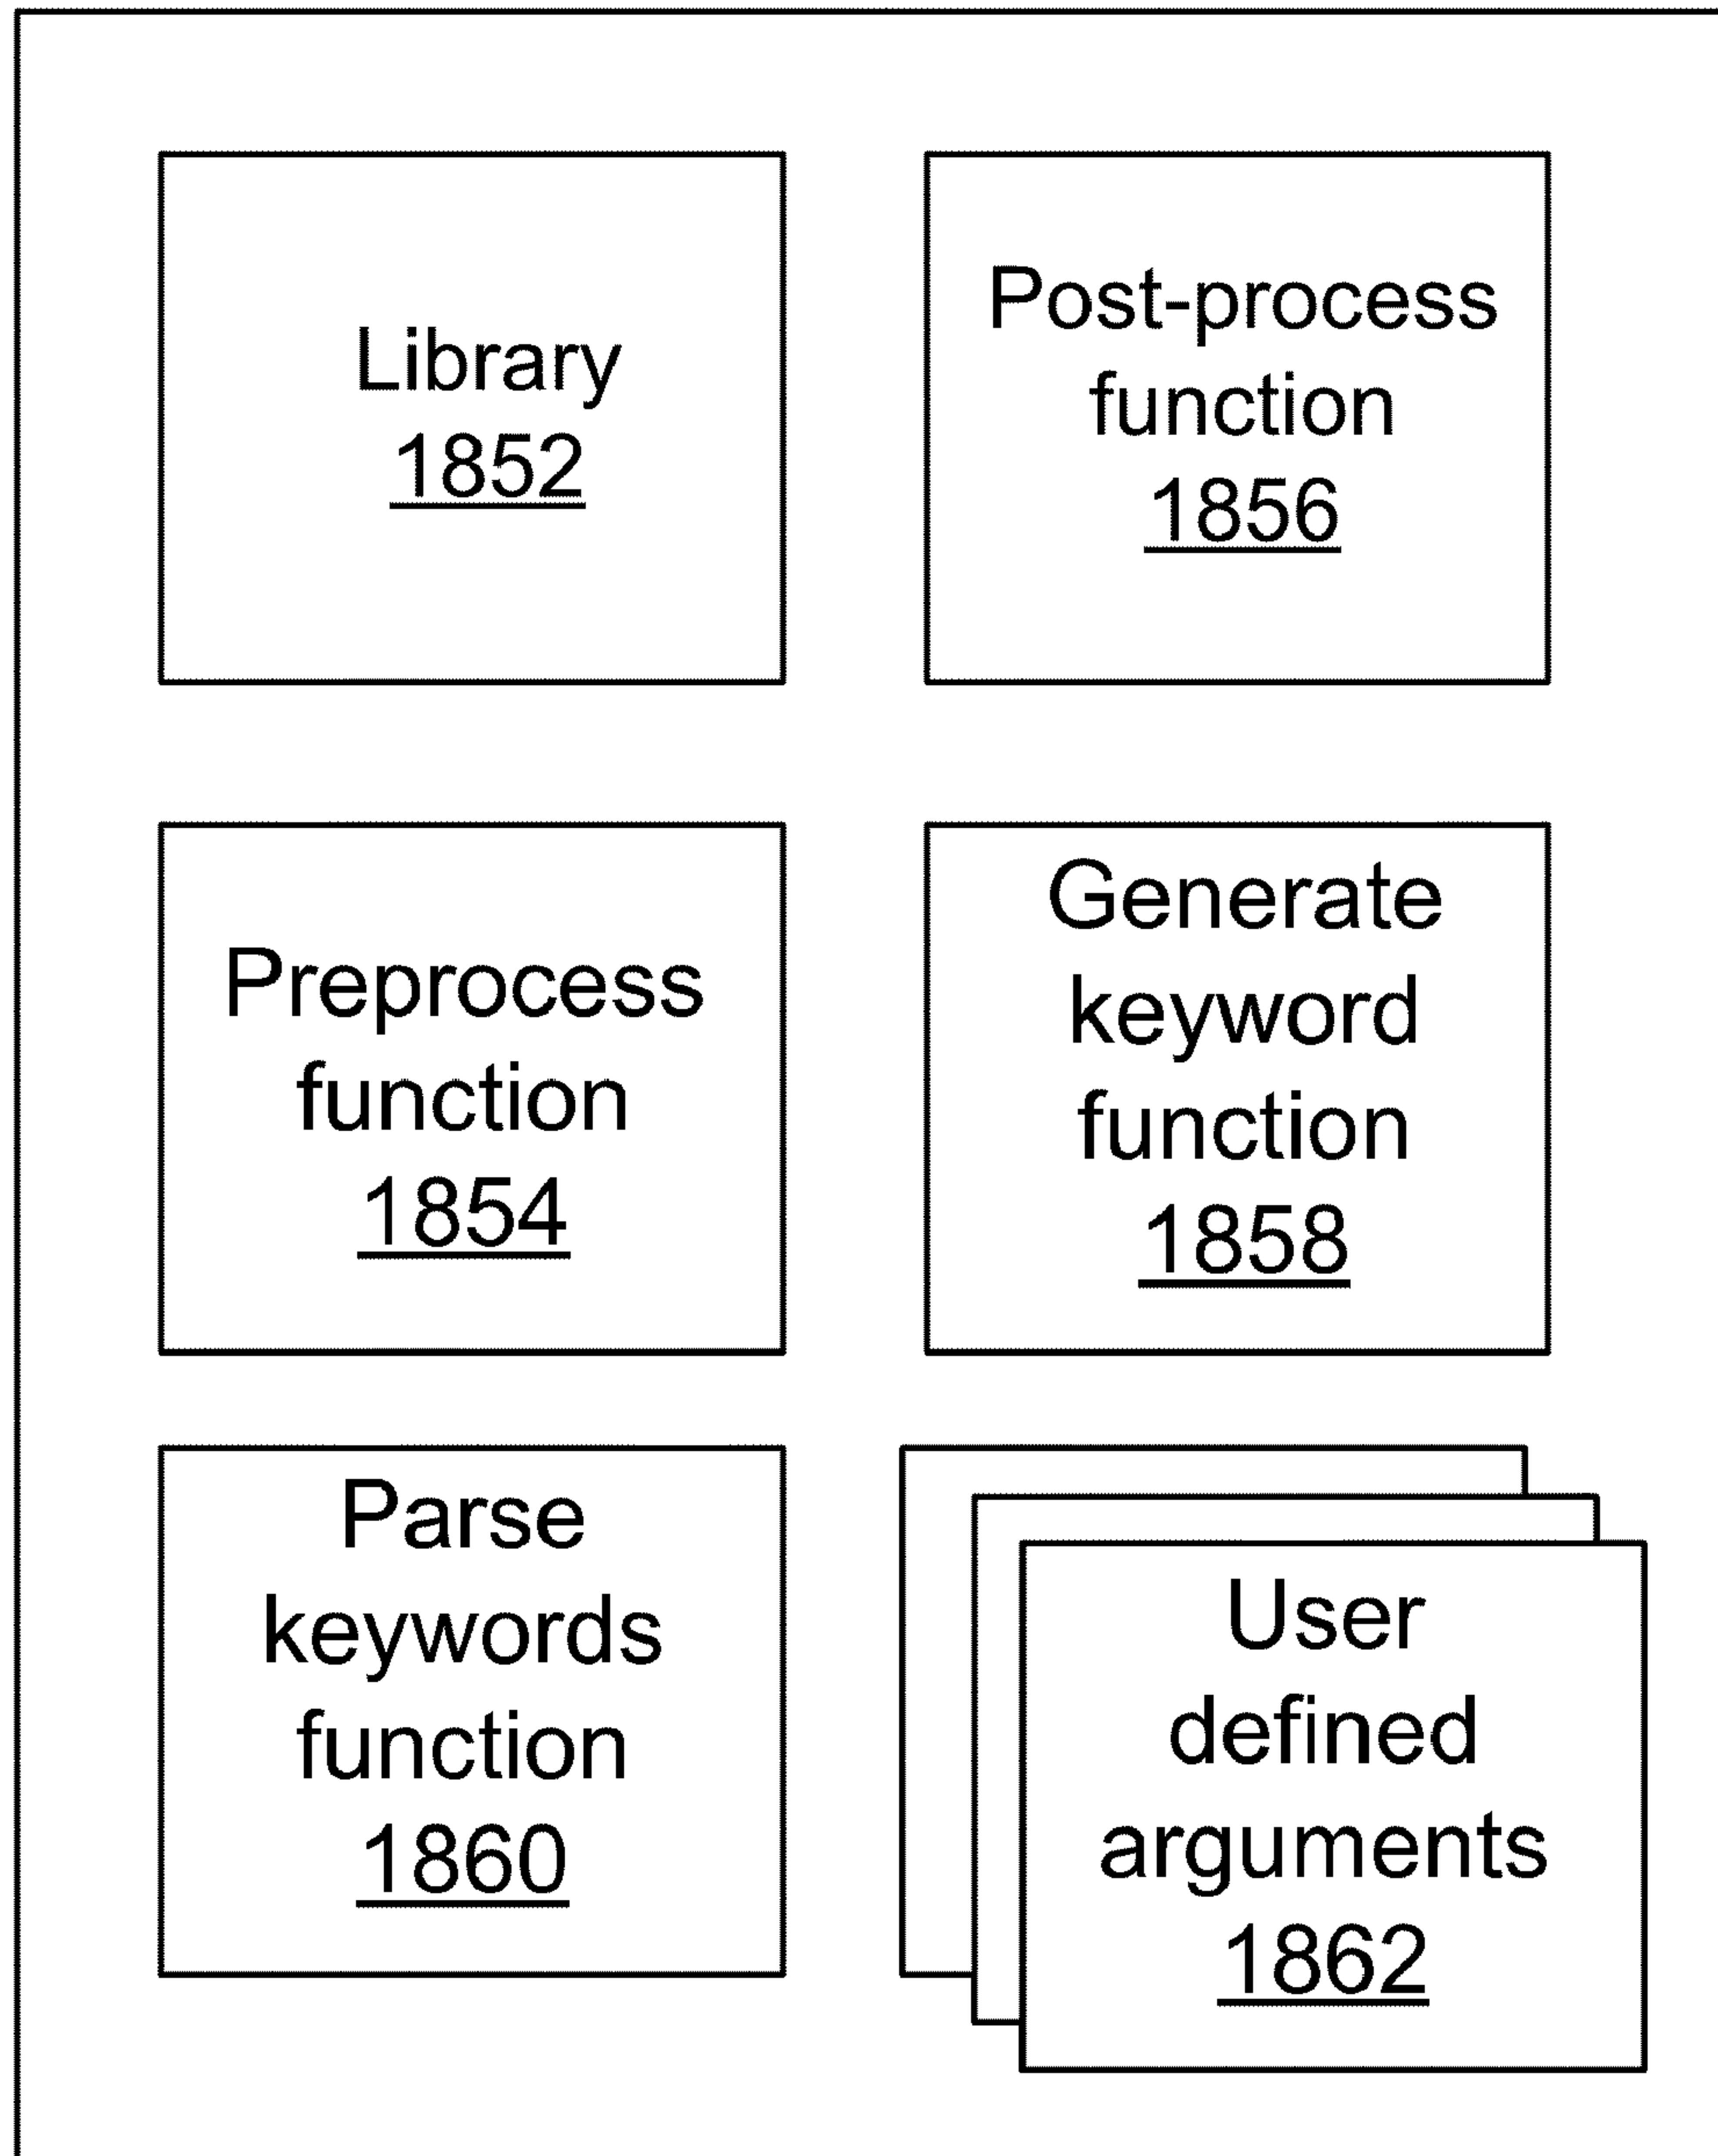 Library
1852
Post-process
function
1856
Preprocess
function
1854
Generate
keyword
function
1858
Parse
keywords
function
1860
User
defined
arguments
1862